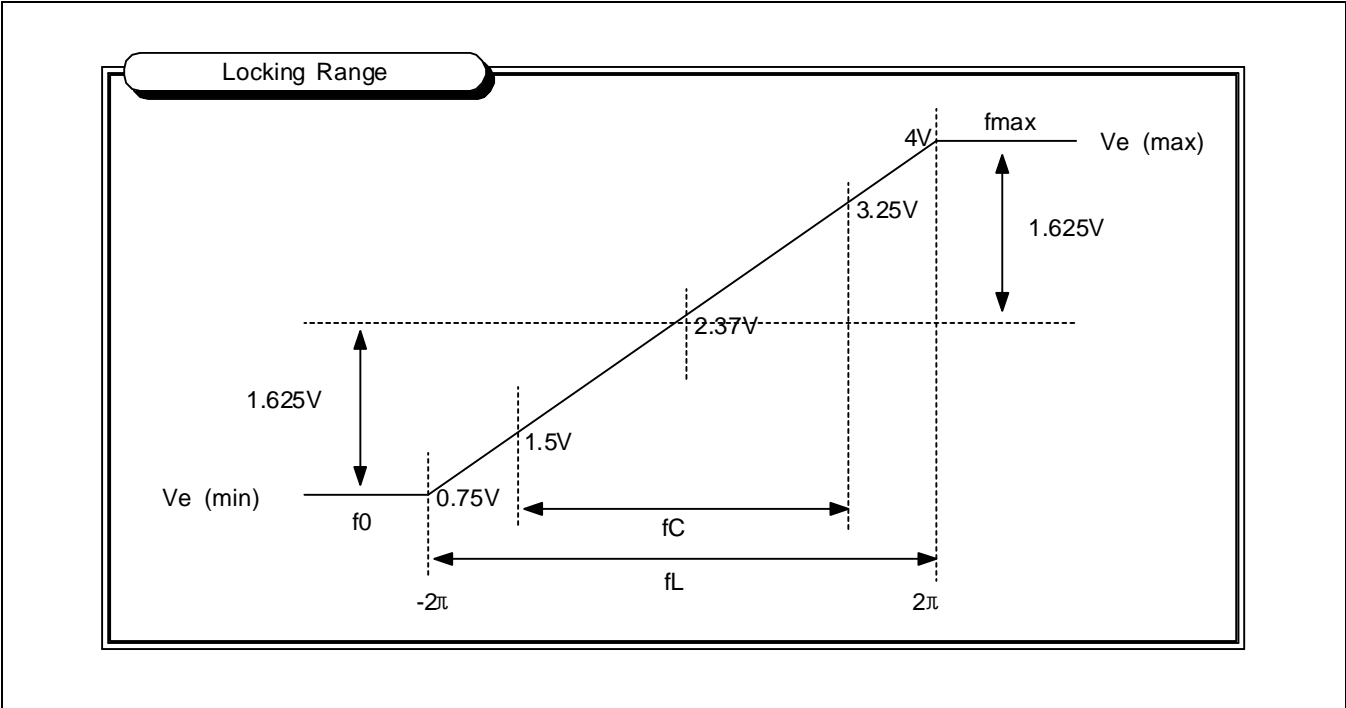 Locking Range
fmax
4V
Ve (max)
3.25V
1.625V
2.37V
1.625V
1.5V
Ve (min)
0.75V
f0
fC
fL
-2π
2π